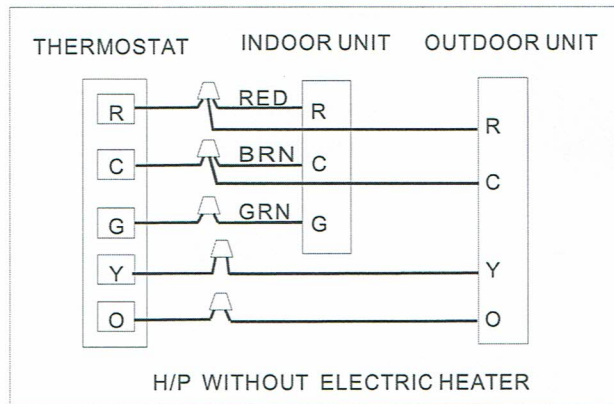 THERMOSTAT INDOOR UNIT OUTDOOR UNIT
R RED R
R
C BRN C
C
G GRN G
Y Y
O O
H/P WITHOUT ELECTRIC HEATER